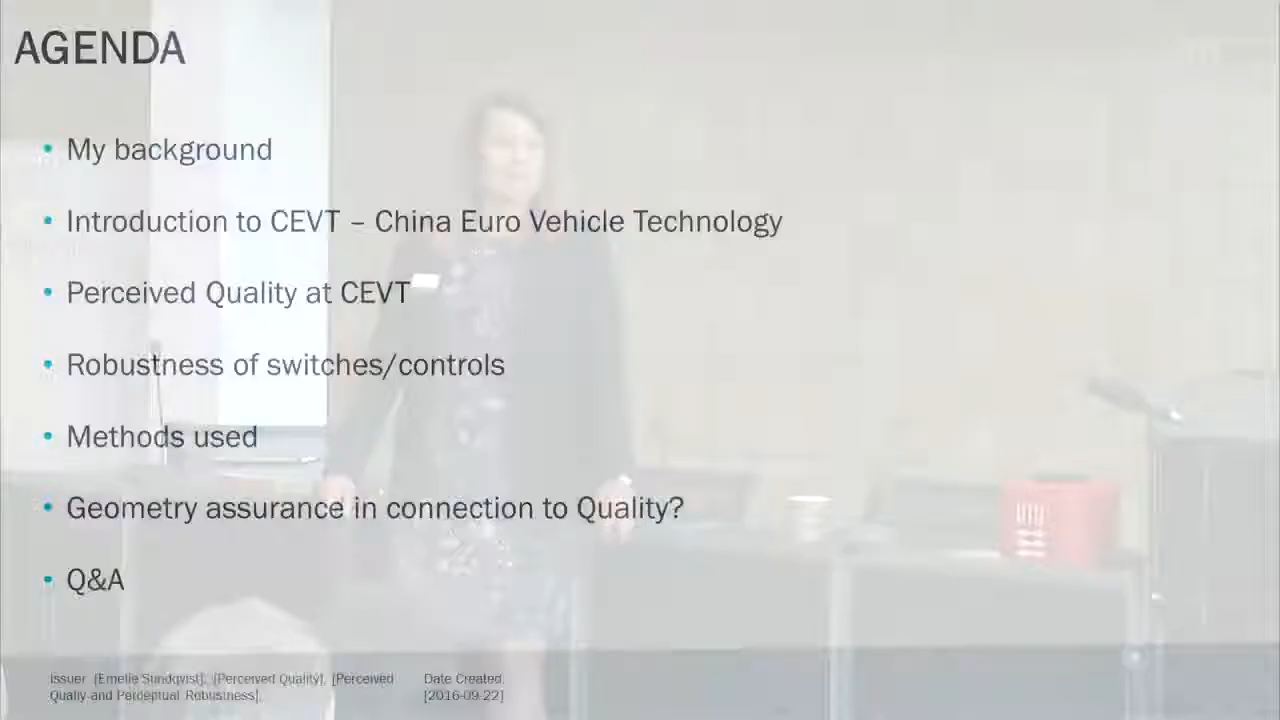 AGENDA
• My background
• Introduction to CEVT – China Euro Vehicle Technology
• Perceived Quality at CEVT
• Robustness of switches/controls
• Methods used
• Geometry assurance in connection to Quality?
• Q&A
Issuer [Emelie Sundqvist], [Perceived Quality], [Perceived
Quality and Perceptual Robustness],
Date Created
[2016-09-22]